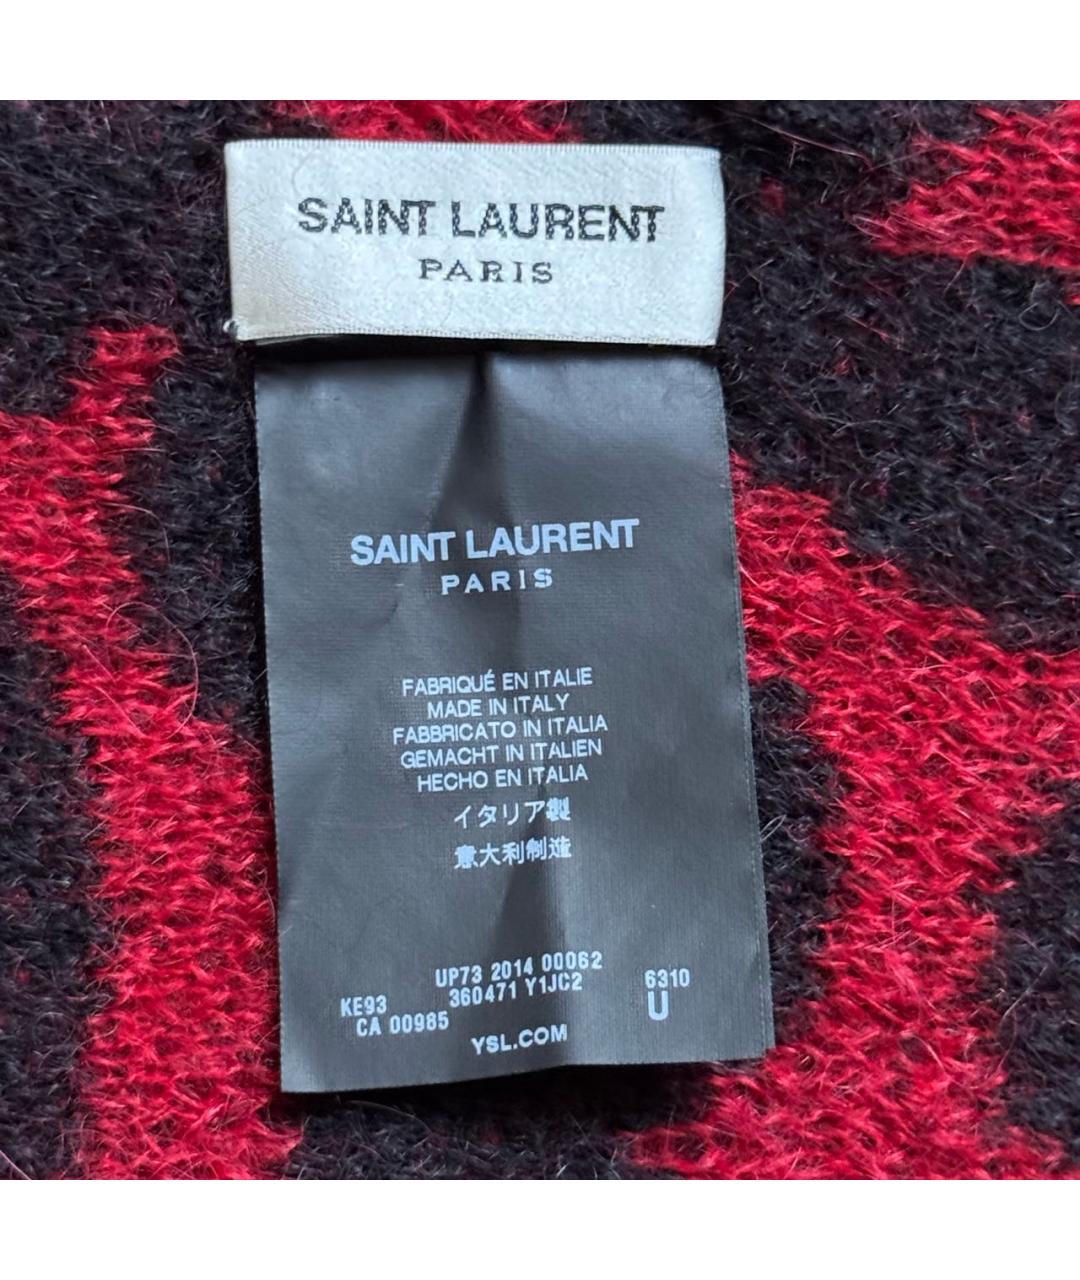 SAINT LAURENT
PARIS
SAINT LAURENT
PARIS
FABRIQUÉ EN ITALIE
MADE IN ITALY
FABBRICATO IN ITALIA
GEMACHT IN ITALIEN
HECHO EN ITALIA
イタリア製
意大利制造
UP73 2014 00062
KE93 360471 Y1JC2 6310
CA 00985 U
YSL.COM